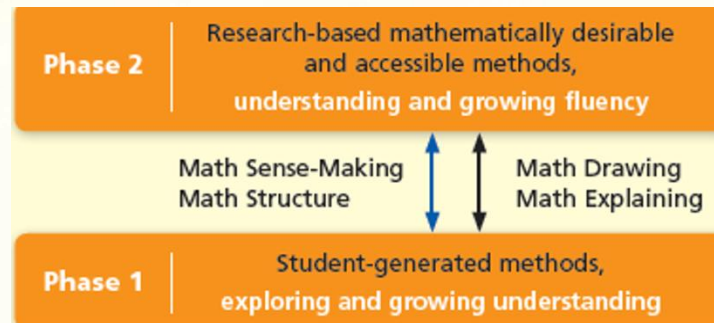 Phase 2
Research-based mathematically desirable
and accessible methods,
understanding and growing fluency
Math Sense-Making
Math Structure
Math Drawing
Math Explaining
Phase 1
Student-generated methods,
exploring and growing understanding